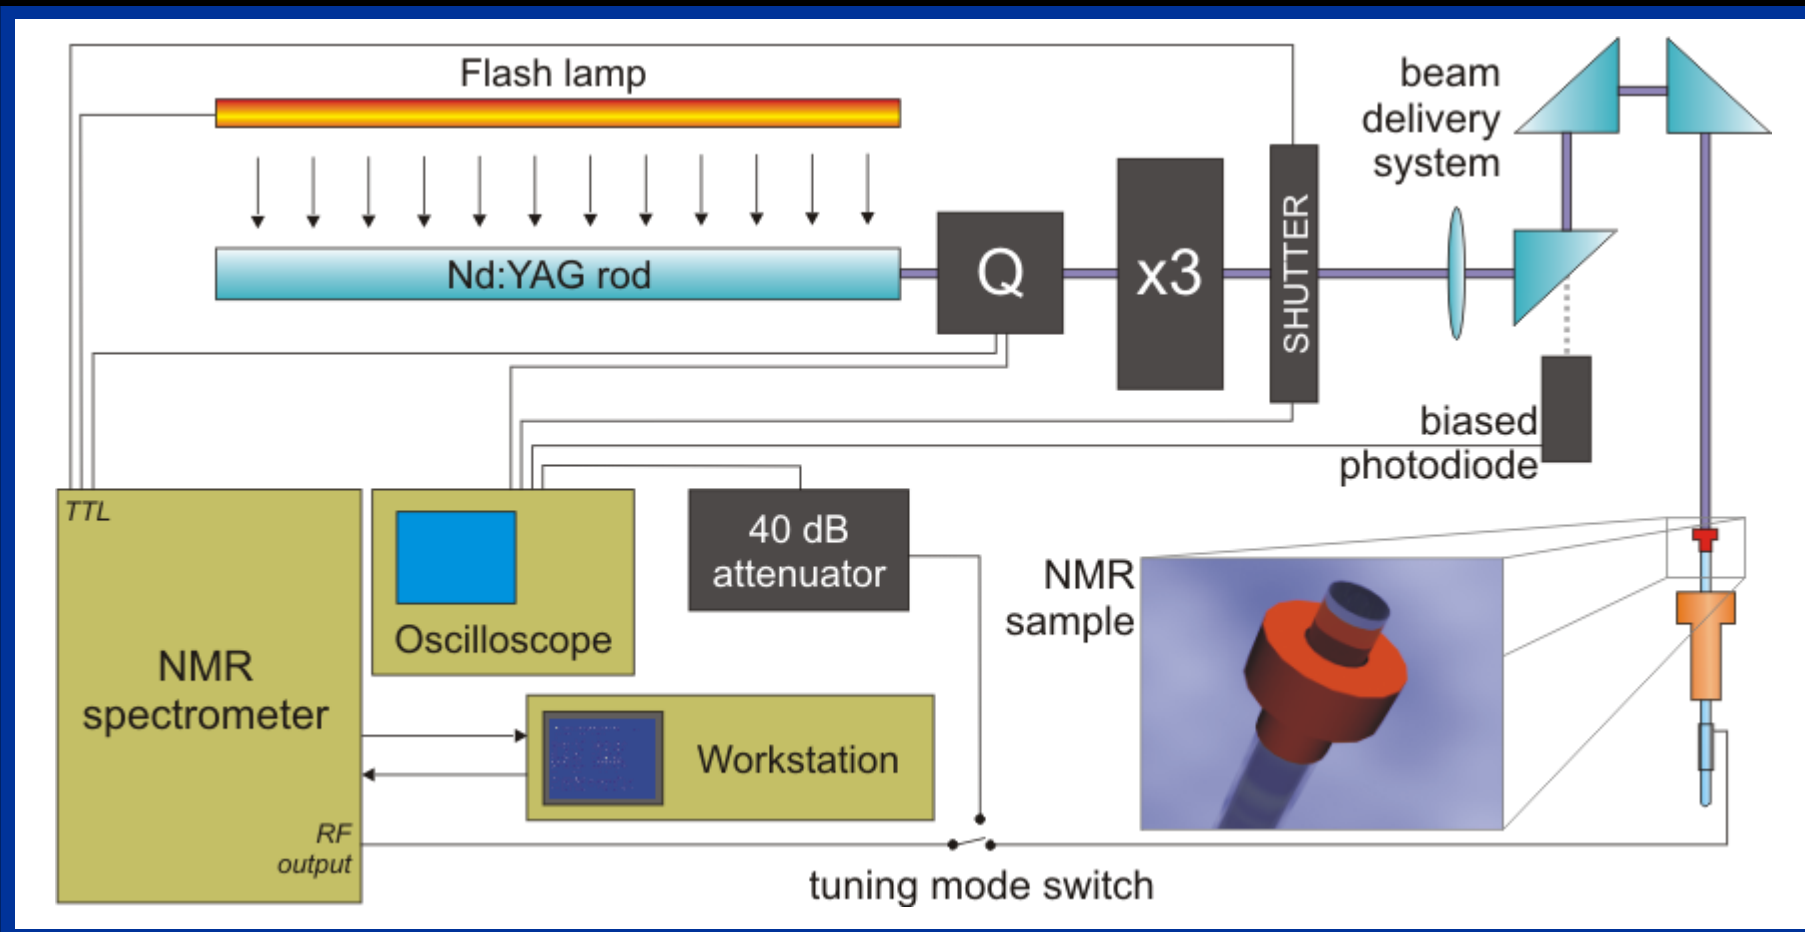 Flash lamp
beam
delivery
system
Nd:YAG rod
Q
x3
SHUTTER
biased
photodiode
TTL
40 dB
attenuator
NMR
sample
Oscilloscope
NMR
spectrometer
Workstation
RF
output
tuning mode switch